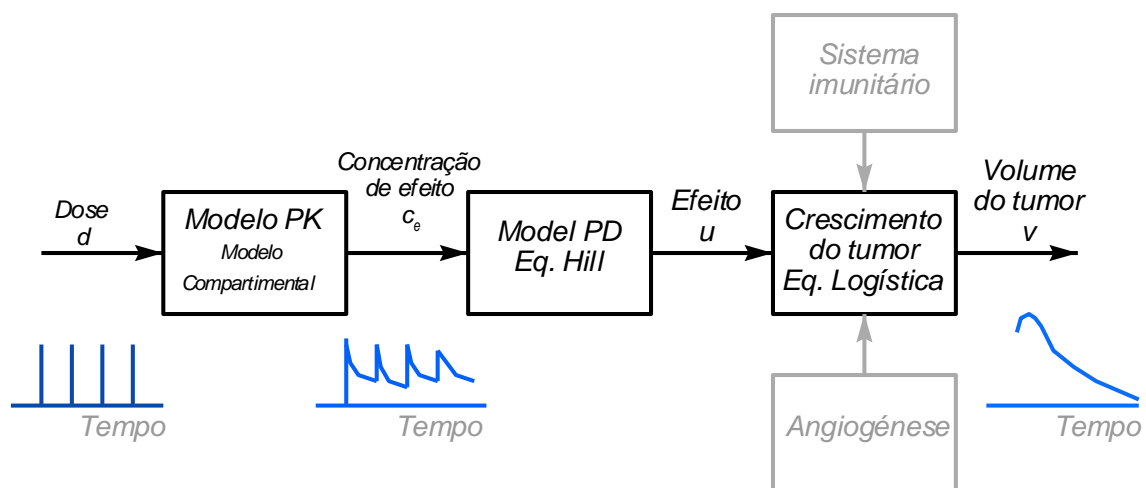 Sistema
imunitário
Dose
d
Modelo PK
Modelo
Compartimental
Concentração
de efeito
c_e
Model PD
Eq. Hill
Efeito
u
Crescimento
do tumor
Eq. Logística
Volume
do tumor
v
Tempo
Tempo
Angiogénese
Tempo